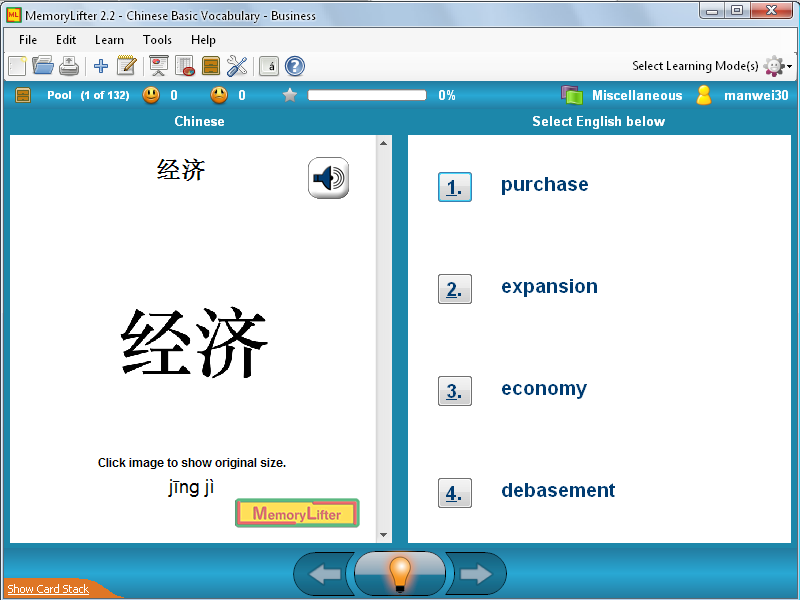 MemoryLifter 2.2 - Chinese Basic Vocabulary - Business
File Edit Learn Tools Help
á ? Select Learning Mode(s)
Pool (1 of 132) 0 0 0% Miscellaneous manwei30
Chinese
Select English below
经济
经济
Click image to show original size.
jīng jì
MemoryLifter
1. purchase
2. expansion
3. economy
4. debasement
Show Card Stack